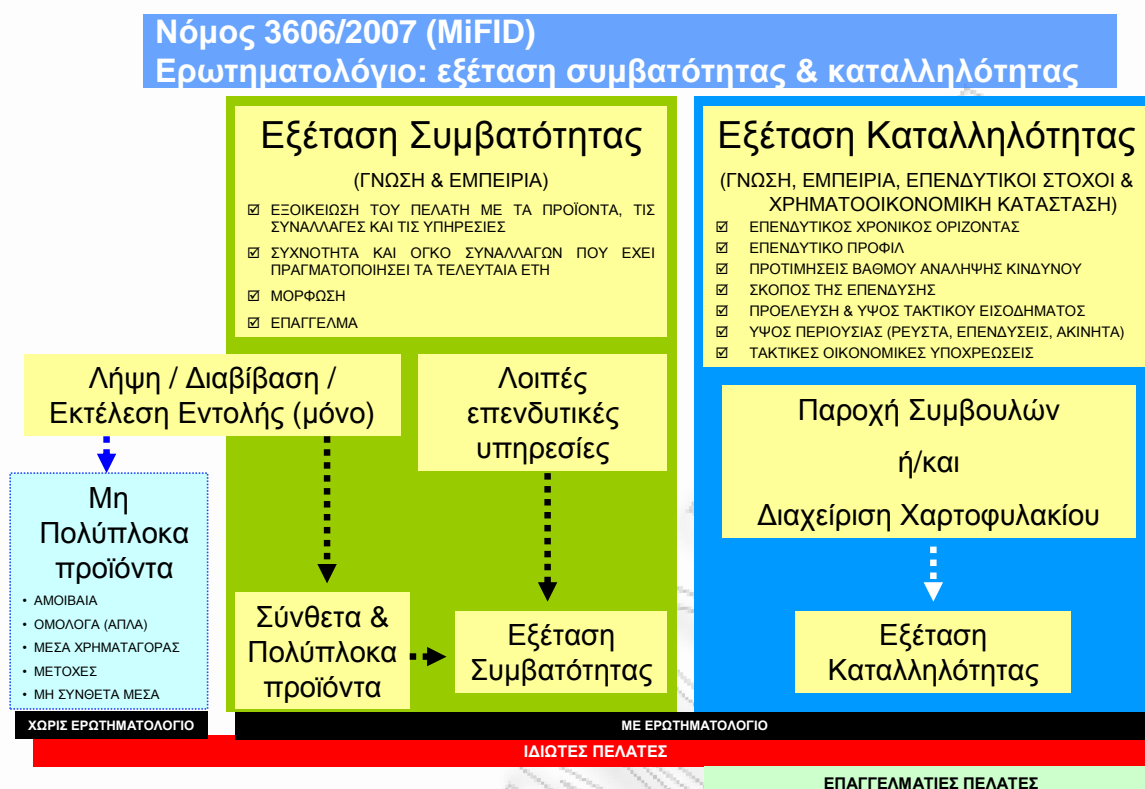 Νόμος 3606/2007 (MiFID)
Ερωτηματολόγιο: εξέταση συμβατότητας & καταλληλότητας
Εξέταση Συμβατότητας
(ΓΝΩΣΗ & ΕΜΠΕΙΡΙΑ)
☑ ΕΞΟΙΚΕΙΩΣΗ ΤΟΥ ΠΕΛΑΤΗ ΜΕ ΤΑ ΠΡΟΪΟΝΤΑ, ΤΙΣ
ΣΥΝΑΛΛΑΓΕΣ ΚΑΙ ΤΙΣ ΥΠΗΡΕΣΙΕΣ
☑ ΣΥΧΝΟΤΗΤΑ ΚΑΙ ΟΓΚΟ ΣΥΝΑΛΛΑΓΩΝ ΠΟΥ ΕΧΕΙ
ΠΡΑΓΜΑΤΟΠΟΙΗΣΕΙ ΤΑ ΤΕΛΕΥΤΑΙΑ ΕΤΗ
☑ ΜΟΡΦΩΣΗ
☑ ΕΠΑΓΓΕΛΜΑ
Εξέταση Καταλληλότητας
(ΓΝΩΣΗ, ΕΜΠΕΙΡΙΑ, ΕΠΕΝΔΥΤΙΚΟΙ ΣΤΟΧΟΙ &
ΧΡΗΜΑΤΟΟΙΚΟΝΟΜΙΚΗ ΚΑΤΑΣΤΑΣΗ)
☑ ΕΠΕΝΔΥΤΙΚΟΣ ΧΡΟΝΙΚΟΣ ΟΡΙΖΟΝΤΑΣ
☑ ΕΠΕΝΔΥΤΙΚΟ ΠΡΟΦΙΛ
☑ ΠΡΟΤΙΜΗΣΕΙΣ ΒΑΘΜΟΥ ΑΝΑΛΗΨΗΣ ΚΙΝΔΥΝΟΥ
☑ ΣΚΟΠΟΣ ΤΗΣ ΕΠΕΝΔΥΣΗΣ
☑ ΠΡΟΕΛΕΥΣΗ & ΥΨΟΣ ΤΑΚΤΙΚΟΥ ΕΙΣΟΔΗΜΑΤΟΣ
☑ ΥΨΟΣ ΠΕΡΙΟΥΣΙΑΣ (ΡΕΥΣΤΑ, ΕΠΕΝΔΥΣΕΙΣ, ΑΚΙΝΗΤΑ)
☑ ΤΑΚΤΙΚΕΣ ΟΙΚΟΝΟΜΙΚΕΣ ΥΠΟΧΡΕΩΣΕΙΣ
Λήψη / Διαβίβαση /
Εκτέλεση Εντολής (μόνο)
Λοιπές
επενδυτικές
υπηρεσίες
Παροχή Συμβουλών
ή/και
Διαχείριση Χαρτοφυλακίου
Μη
Πολύπλοκα
προϊόντα
• ΑΜΟΙΒΑΙΑ
• ΟΜΟΛΟΓΑ (ΑΠΛΑ)
• ΜΕΣΑ ΧΡΗΜΑΤΑΓΟΡΑΣ
• ΜΕΤΟΧΕΣ
• ΜΗ ΣΥΝΘΕΤΑ ΜΕΣΑ
Σύνθετα &
Πολύπλοκα
προϊόντα
Εξέταση
Συμβατότητας
Εξέταση
Καταλληλότητας
ΧΩΡΙΣ ΕΡΩΤΗΜΑΤΟΛΟΓΙΟ
ΜΕ ΕΡΩΤΗΜΑΤΟΛΟΓΙΟ
ΙΔΙΩΤΕΣ ΠΕΛΑΤΕΣ
ΕΠΑΓΓΕΛΜΑΤΙΕΣ ΠΕΛΑΤΕΣ